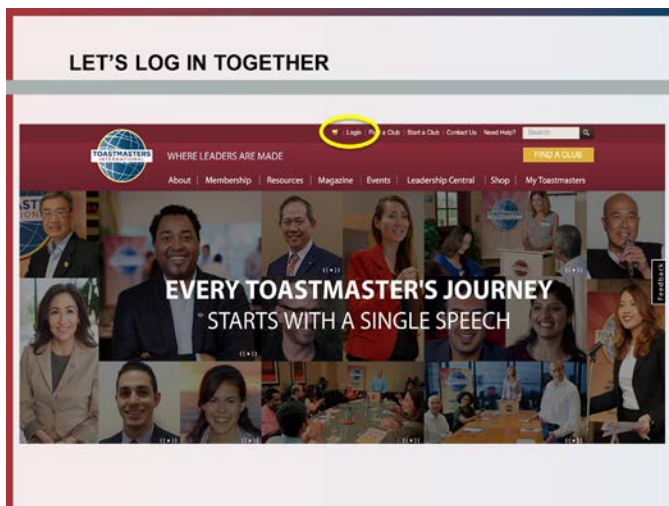 LET'S LOG IN TOGETHER
Login | Find a Club | Start a Club | Contact Us | Need Help? Search
TOASTMASTERS
INTERNATIONAL
WHERE LEADERS ARE MADE
FIND A CLUB
About | Membership | Resources | Magazine | Events | Leadership Central | Shop | My Toastmasters
EVERY TOASTMASTER'S JOURNEY
STARTS WITH A SINGLE SPEECH
Feedback